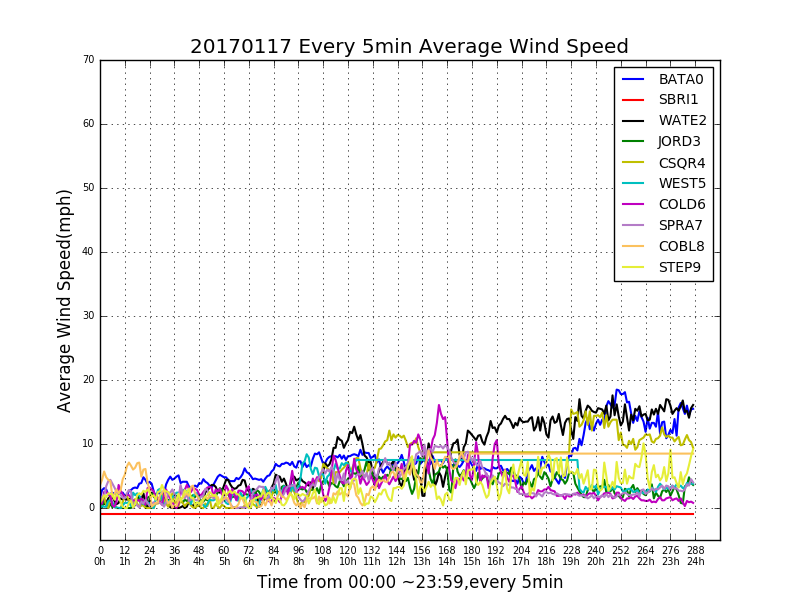 20170117 Every 5min Average Wind Speed
70
60
50
40
30
20
10
0
Average Wind Speed(mph)
BATA0
SBRI1
WATE2
JORD3
CSQR4
WEST5
COLD6
SPRA7
COBL8
STEP9
0 12 24 36 48 60 72 84 96 108 120 132 144 156 168 180 192 204 216 228 240 252 264 276 288
0h 1h 2h 3h 4h 5h 6h 7h 8h 9h 10h 11h 12h 13h 14h 15h 16h 17h 18h 19h 20h 21h 22h 23h 24h
Time from 00:00 ~23:59,every 5min